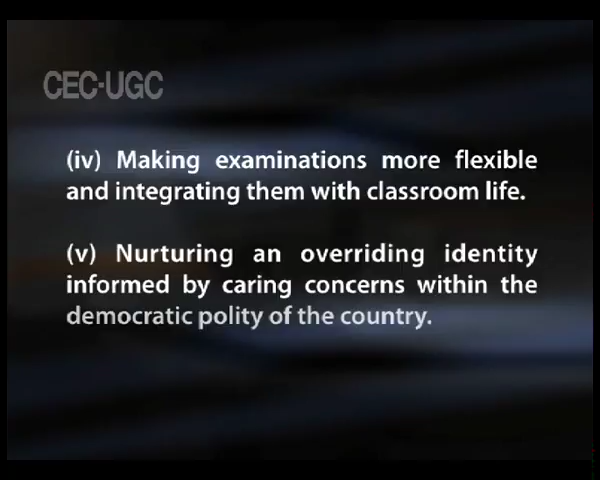 CEC-UGC
(iv) Making examinations more flexible
and integrating them with classroom life.
(v) Nurturing an overriding identity
informed by caring concerns within the
democratic polity of the country.